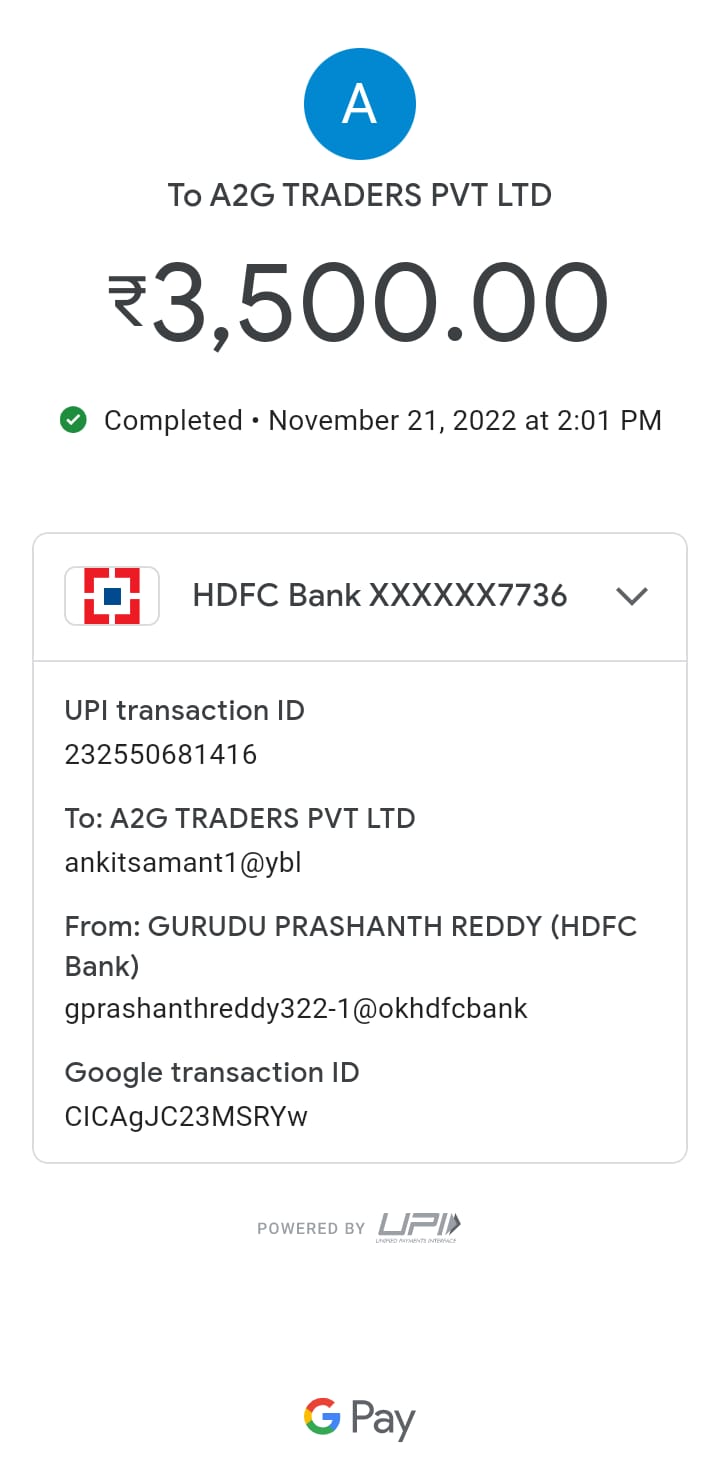 A
To A2G TRADERS PVT LTD
₹3,500.00
Completed • November 21, 2022 at 2:01 PM
HDFC Bank XXXXXX7736
UPI transaction ID
232550681416
To: A2G TRADERS PVT LTD
ankitsamant1@ybl
From: GURUDU PRASHANTH REDDY (HDFC
Bank)
gprashanthreddy322-1@okhdfcbank
Google transaction ID
CICAgJC23MSRYw
POWERED BY UPI
UNIFIED PAYMENTS INTERFACE
G Pay